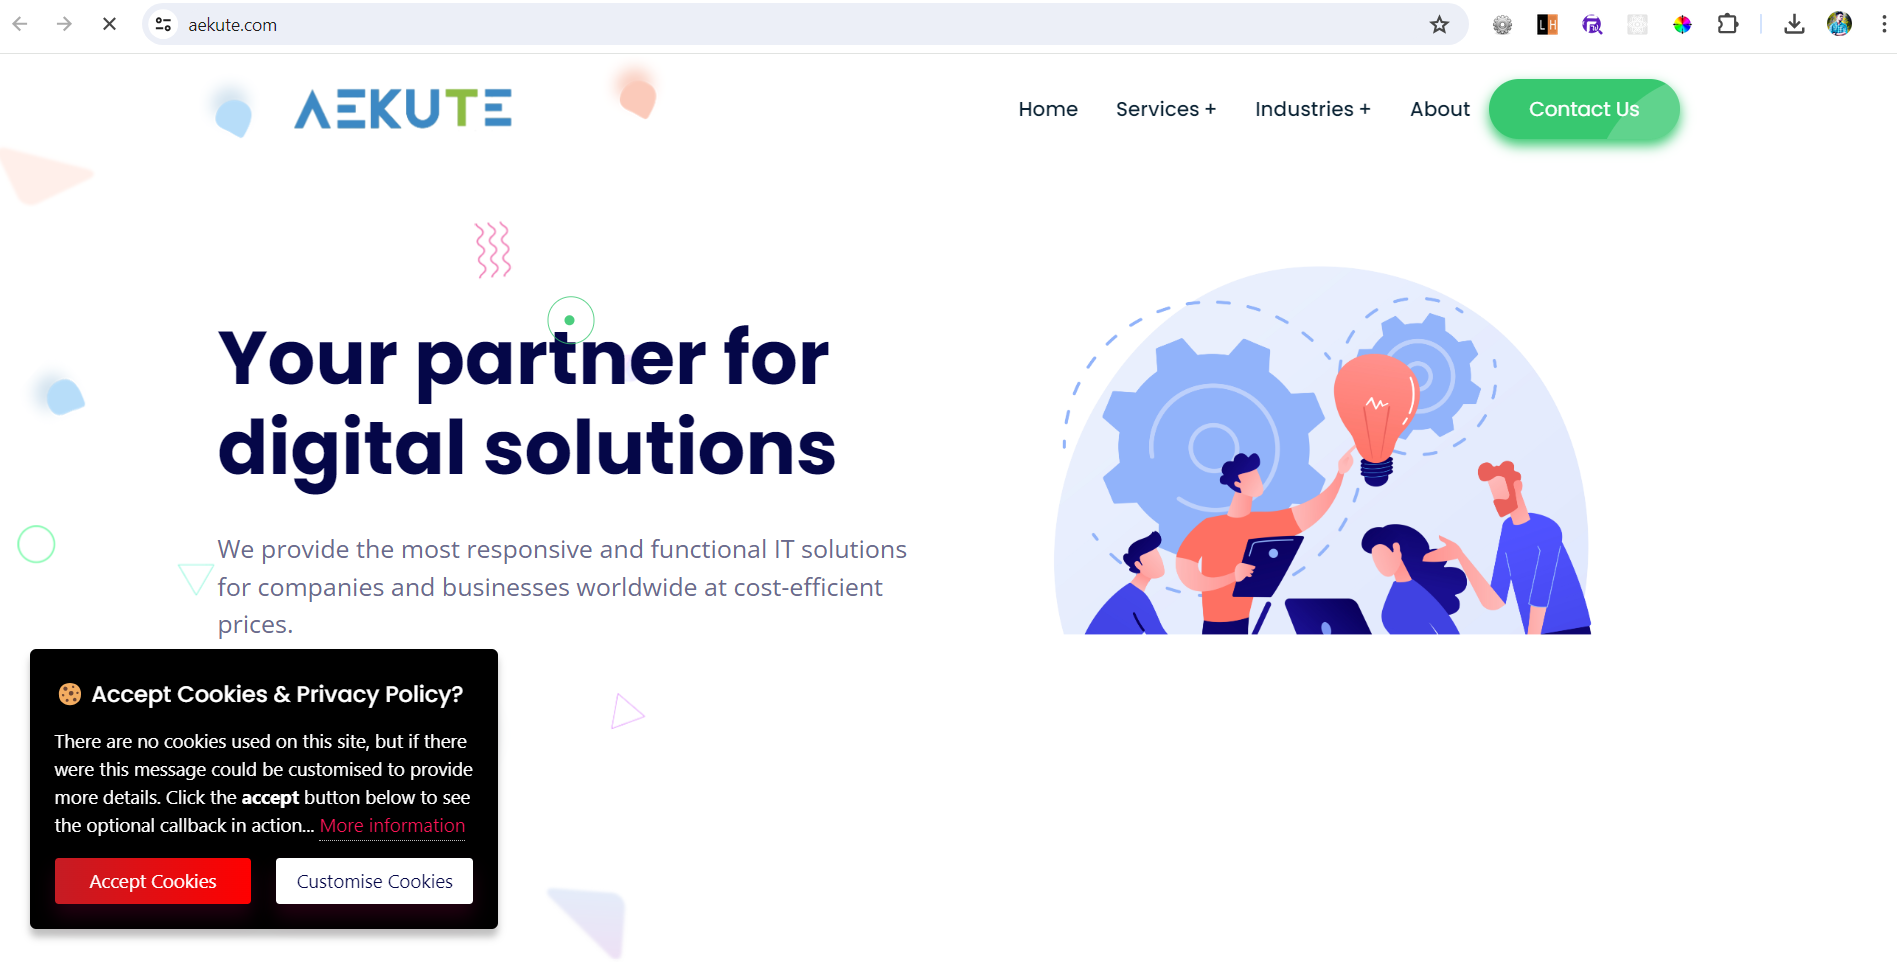 aekute.com
LH
AEKUTE
Home Services + Industries + About Contact Us
Your partner for
digital solutions
We provide the most responsive and functional IT solutions
for companies and businesses worldwide at cost-efficient
prices.
🍪 Accept Cookies & Privacy Policy?
There are no cookies used on this site, but if there
were this message could be customised to provide
more details. Click the accept button below to see
the optional callback in action... More information
Accept Cookies Customise Cookies